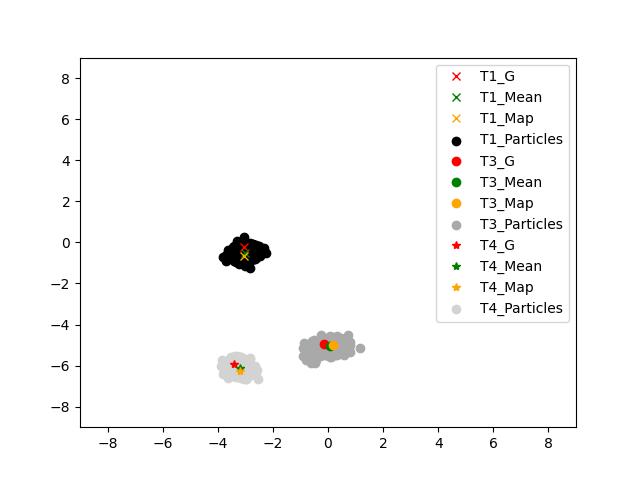 8
6
4
2
0
−2
−4
−6
−8
−8
−6
−4
−2
0
2
4
6
8
T1_G
T1_Mean
T1_Map
T1_Particles
T3_G
T3_Mean
T3_Map
T3_Particles
T4_G
T4_Mean
T4_Map
T4_Particles